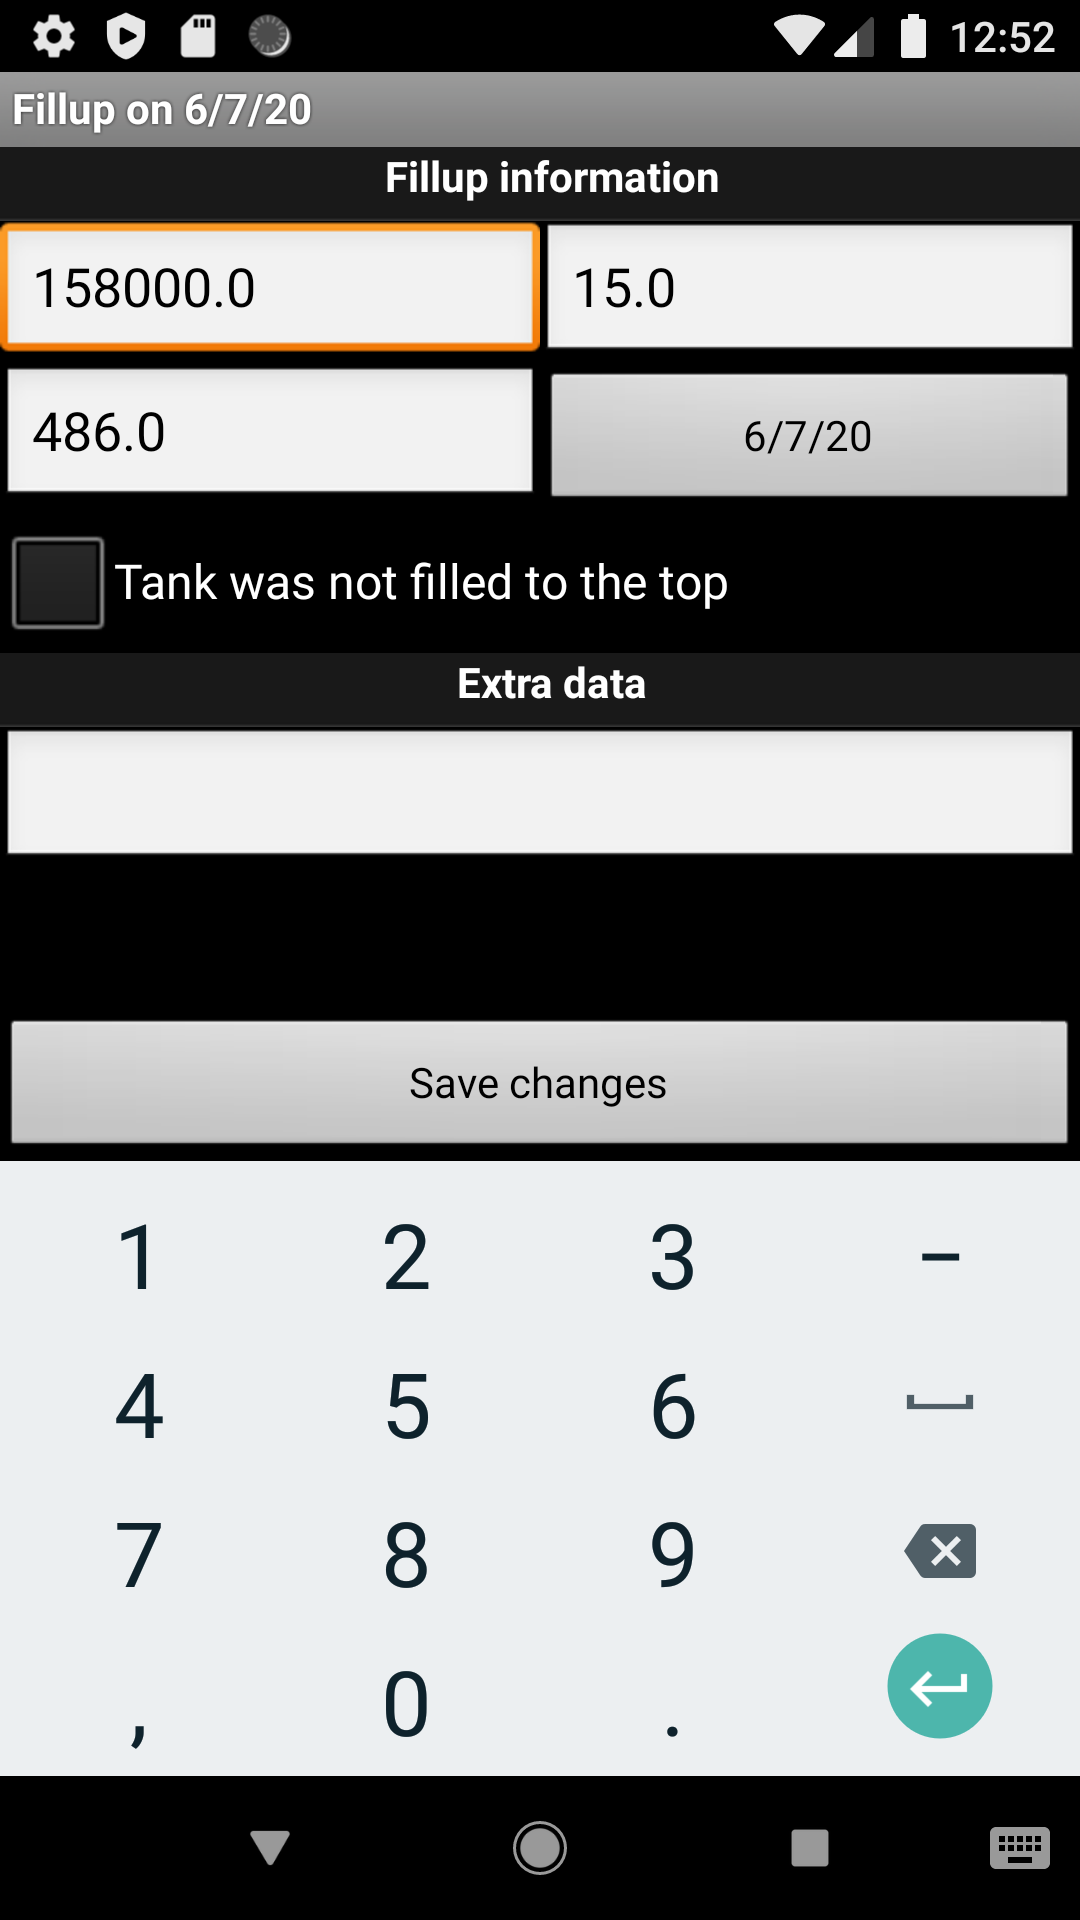 12:52
Fillup on 6/7/20
Fillup information
158000.0 15.0
486.0 6/7/20
Tank was not filled to the top
Extra data
Save changes
1 2 3 –
4 5 6
7 8 9
, 0 .